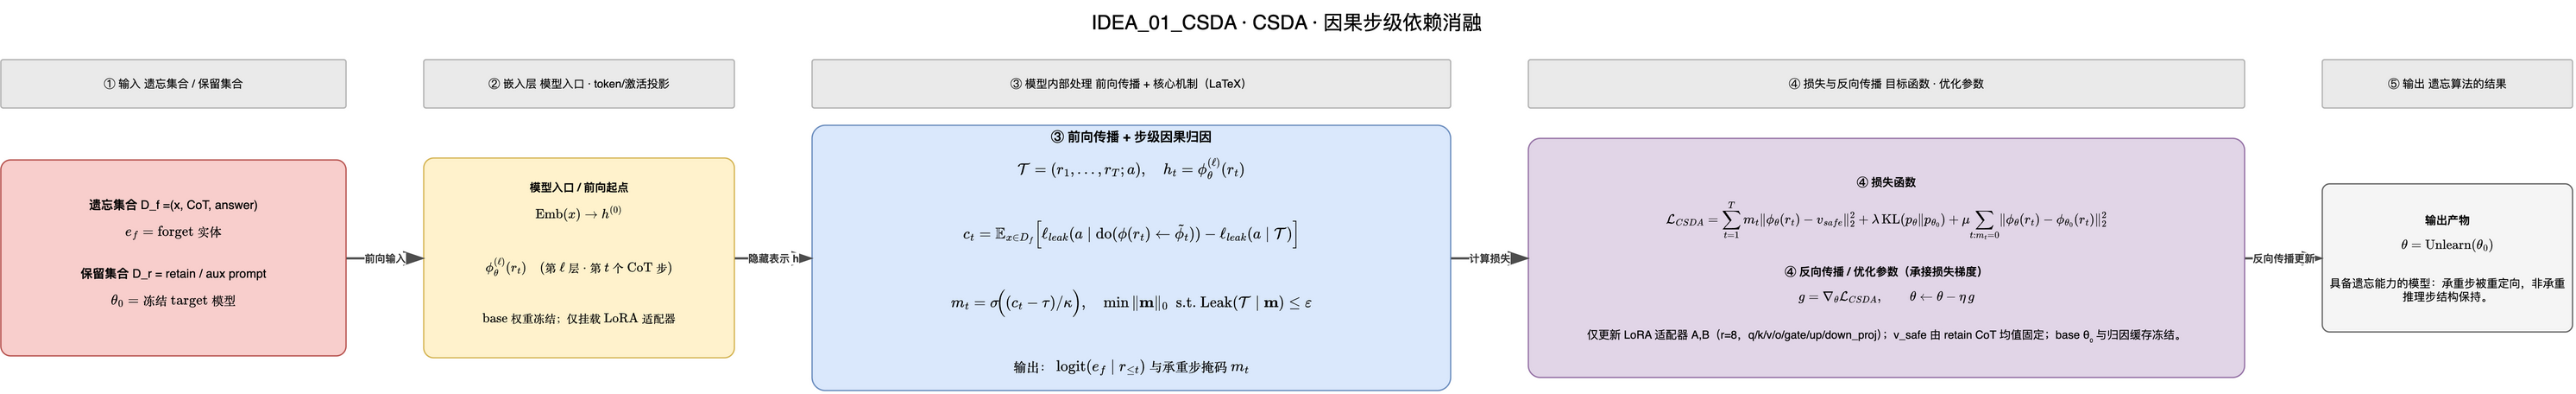 IDEA_01_CSDA · CSDA · 因果步级依赖消融
① 输入 遗忘集合 / 保留集合
② 嵌入层 模型入口 · token/激活投影
③ 模型内部处理 前向传播 + 核心机制（LaTeX）
④ 损失与反向传播 目标函数 · 优化参数
⑤ 输出 遗忘算法的结果
遗忘集合 D_f =(x, CoT, answer)
e_f = forget 实体
保留集合 D_r = retain / aux prompt
θ_0 = 冻结 target 模型
前向输入
模型入口 / 前向起点
Emb(x) → h^{(0)}
ϕ_θ^{(ℓ)}(r_t) （第 ℓ 层 · 第 t 个 CoT 步）
base 权重冻结；仅挂载 LoRA 适配器
隐藏表示 h
③ 前向传播 + 步级因果归因
𝒯 = (r_1, . . . , r_T; a), h_t = ϕ_θ^{(ℓ)}(r_t)
c_t = 𝔼_{x∈D_f}[ℓ_{leak}(a | do(ϕ(r_t) ← ϕ̃_t)) − ℓ_{leak}(a | 𝒯)]
m_t = σ((c_t − τ)/κ), min ‖𝐦‖_0 s.t. Leak(𝒯 | 𝐦) ≤ ε
输出： logit(e_f | r_{≤t}) 与承重步掩码 m_t
计算损失
④ 损失函数
ℒ_{CSDA} = ∑_{t=1}^{T} m_t‖ϕ_θ(r_t) − v_{safe}‖_2^2 + λ KL(p_θ‖p_{θ_0}) + μ ∑_{t:m_t=0} ‖ϕ_θ(r_t) − ϕ_{θ_0}(r_t)‖_2^2
④ 反向传播 / 优化参数（承接损失梯度）
g = ∇_θ ℒ_{CSDA}, θ ← θ − η g
仅更新 LoRA 适配器 A,B（r=8，q/k/v/o/gate/up/down_proj）；v_safe 由 retain CoT 均值固定；base θ_0 与归因缓存冻结。
反向传播更新
输出产物
θ = Unlearn(θ_0)
具备遗忘能力的模型：承重步被重定向，非承重
推理步结构保持。